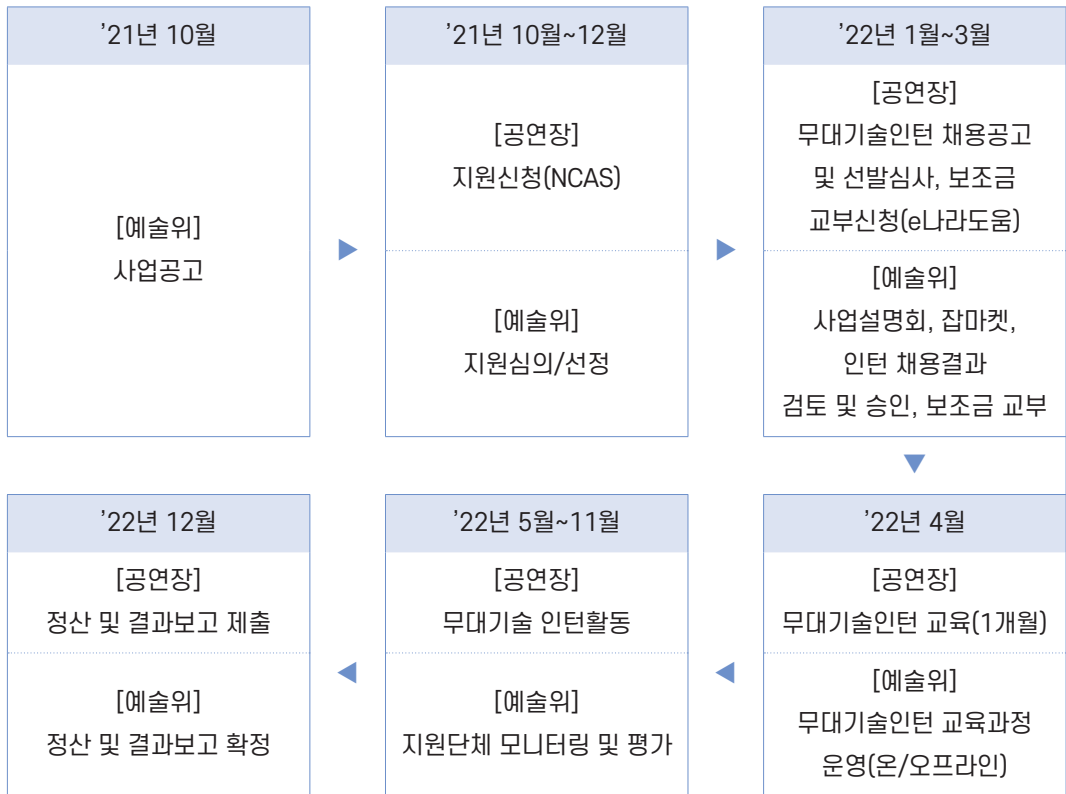 ’21년 10월
[예술위]
사업공고
’21년 10월~12월
[공연장]
지원신청(NCAS)
[예술위]
지원심의/선정
’22년 1월~3월
[공연장]
무대기술인턴 채용공고
및 선발심사, 보조금
교부신청(e나라도움)
[예술위]
사업설명회, 잡마켓,
인턴 채용결과
검토 및 승인, 보조금 교부
’22년 4월
[공연장]
무대기술인턴 교육(1개월)
[예술위]
무대기술인턴 교육과정
운영(온/오프라인)
’22년 5월~11월
[공연장]
무대기술 인턴활동
[예술위]
지원단체 모니터링 및 평가
’22년 12월
[공연장]
정산 및 결과보고 제출
[예술위]
정산 및 결과보고 확정